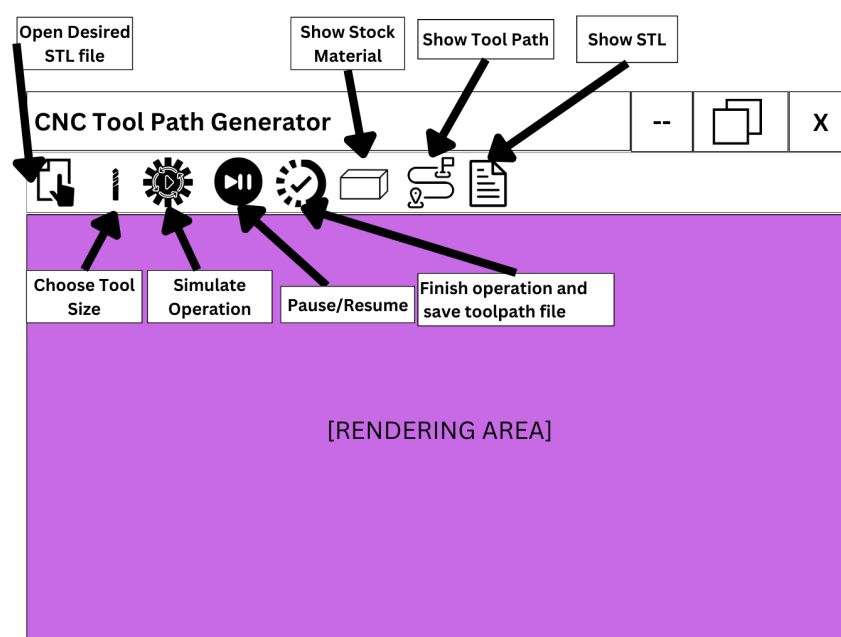 Open Desired
STL file
Show Stock
Material
Show Tool Path
Show STL
CNC Tool Path Generator
--
X
Choose Tool
Size
Simulate
Operation
Pause/Resume
Finish operation and
save toolpath file
[RENDERING AREA]